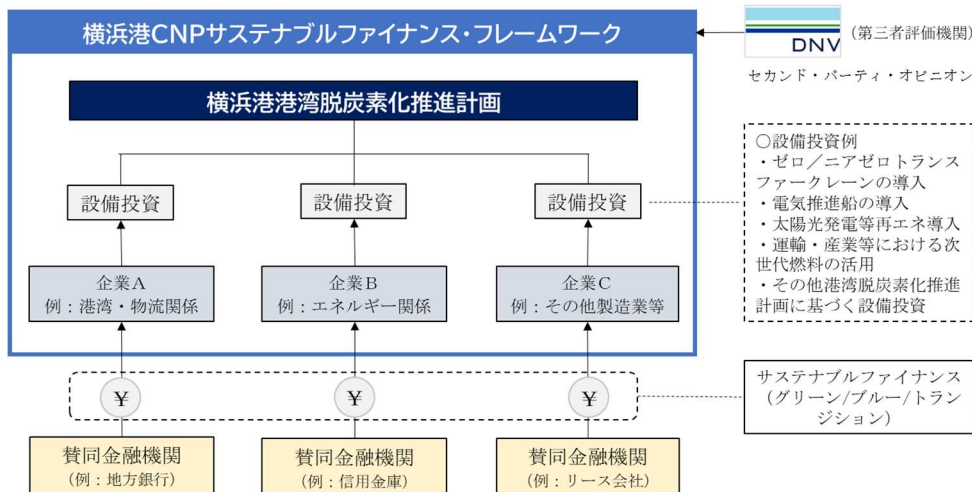 横浜港CNPサステナブルファイナンス・フレームワーク
DNV
(第三者評価機関)
セカンド・パーティ・オピニオン
横浜港港湾脱炭素化推進計画
設備投資
設備投資
設備投資
○設備投資例
・ゼロ／ニアゼロトランス
ファークレーンの導入
・電気推進船の導入
・太陽光発電等再エネ導入
・運輸・産業等における次
世代燃料の活用
・その他港湾脱炭素化推進
計画に基づく設備投資
企業A
例：港湾・物流関係
企業B
例：エネルギー関係
企業C
例：その他製造業等
¥
¥
¥
サステナブルファイナンス
（グリーン/ブルー/トラン
ジション）
賛同金融機関
(例：地方銀行)
賛同金融機関
(例：信用金庫)
賛同金融機関
(例：リース会社)